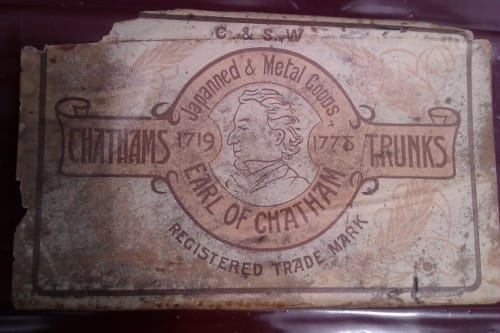 C. & S. W
Japanned & Metal Goods
CHATHAMS 1719 1778 TRUNKS
EARL OF CHATHAM
REGISTERED TRADE MARK